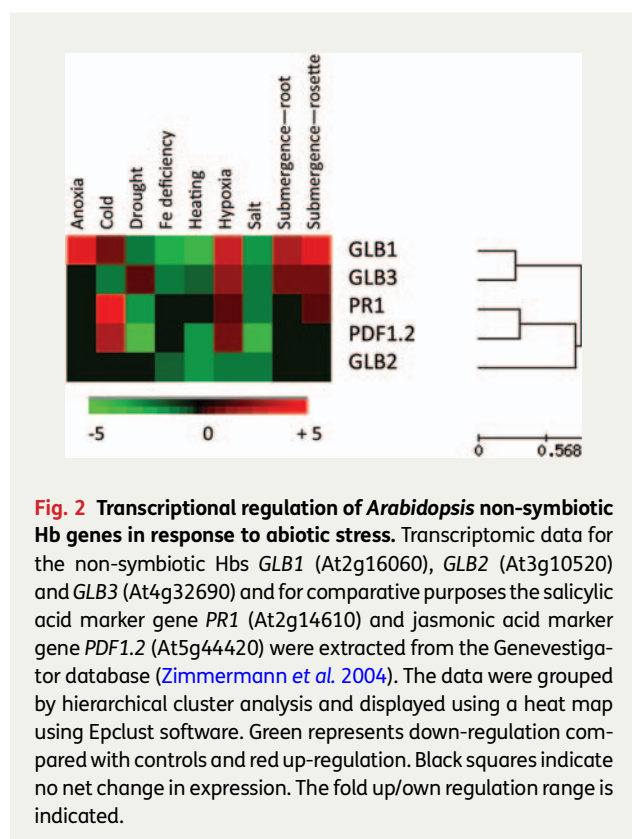 Anoxia
Cold
Drought
Fe deficiency
Heating
Hypoxia
Salt
Submergence—root
Submergence—rosette
GLB1
GLB3
PR1
PDF1.2
GLB2
-5 0 + 5
0 0.568
Fig. 2 Transcriptional regulation of Arabidopsis non-symbiotic
Hb genes in response to abiotic stress. Transcriptomic data for
the non-symbiotic Hbs GLB1 (At2g16060), GLB2 (At3g10520)
and GLB3 (At4g32690) and for comparative purposes the salicylic
acid marker gene PR1 (At2g14610) and jasmonic acid marker
gene PDF1.2 (At5g44420) were extracted from the Genevestiga-
tor database (Zimmermann et al. 2004). The data were grouped
by hierarchical cluster analysis and displayed using a heat map
using Epclust software. Green represents down-regulation com-
pared with controls and red up-regulation. Black squares indicate
no net change in expression. The fold up/own regulation range is
indicated.